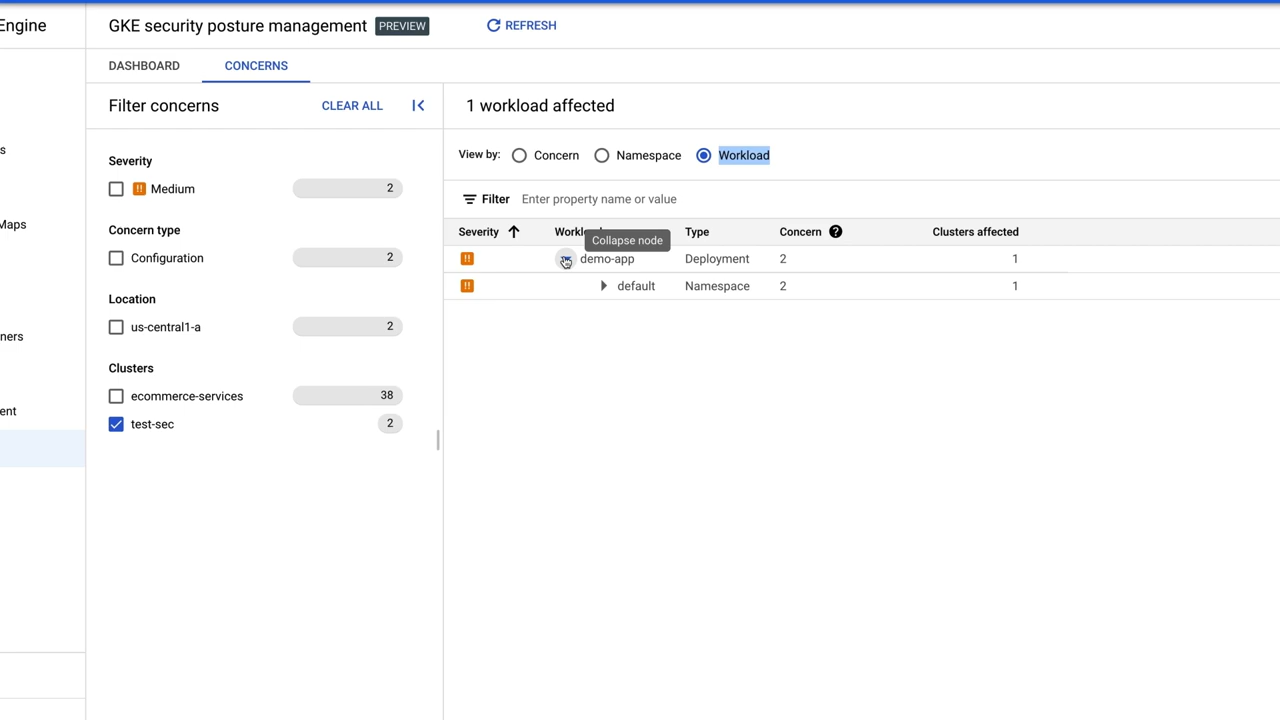 Engine
GKE security posture management PREVIEW REFRESH
DASHBOARD CONCERNS
Filter concerns CLEAR ALL
1 workload affected
s
Maps
ners
ent
Severity
!! Medium 2
Concern type
Configuration 2
Location
us-central1-a 2
Clusters
ecommerce-services 38
test-sec 2
View by: Concern Namespace Workload
Filter Enter property name or value
Severity Workl Type Concern ? Clusters affected
Collapse node
!! demo-app Deployment 2 1
!! default Namespace 2 1